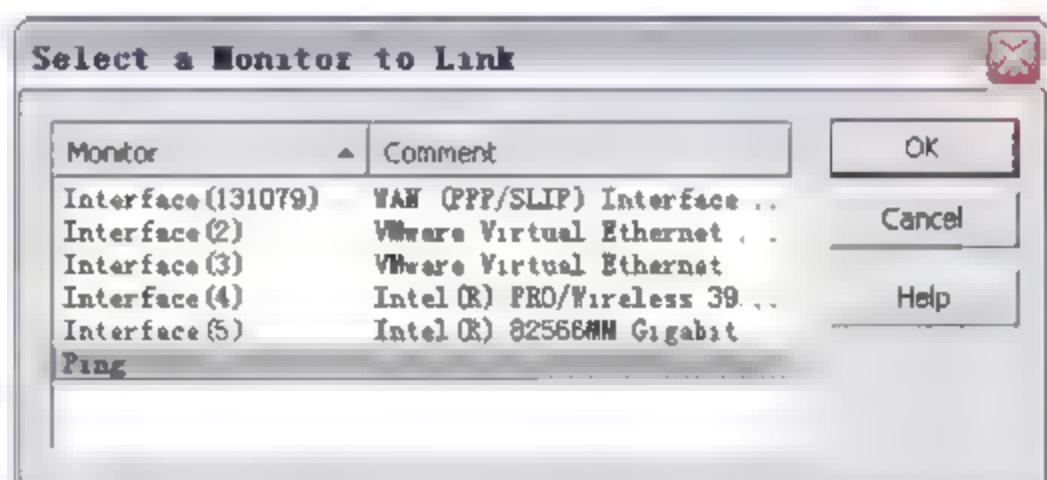 Select a Monitor to Link
Monitor Comment OK
Interface(131079) WAN (PPP/SLIP) Interface ..
Interface(2) VMware Virtual Ethernet . .
Cancel
Interface(3) VMware Virtual Ethernet
Interface(4) Intel(R) PRO/Wireless 39...
Help
Interface(5) Intel(R) 82566MM Gigabit
Ping